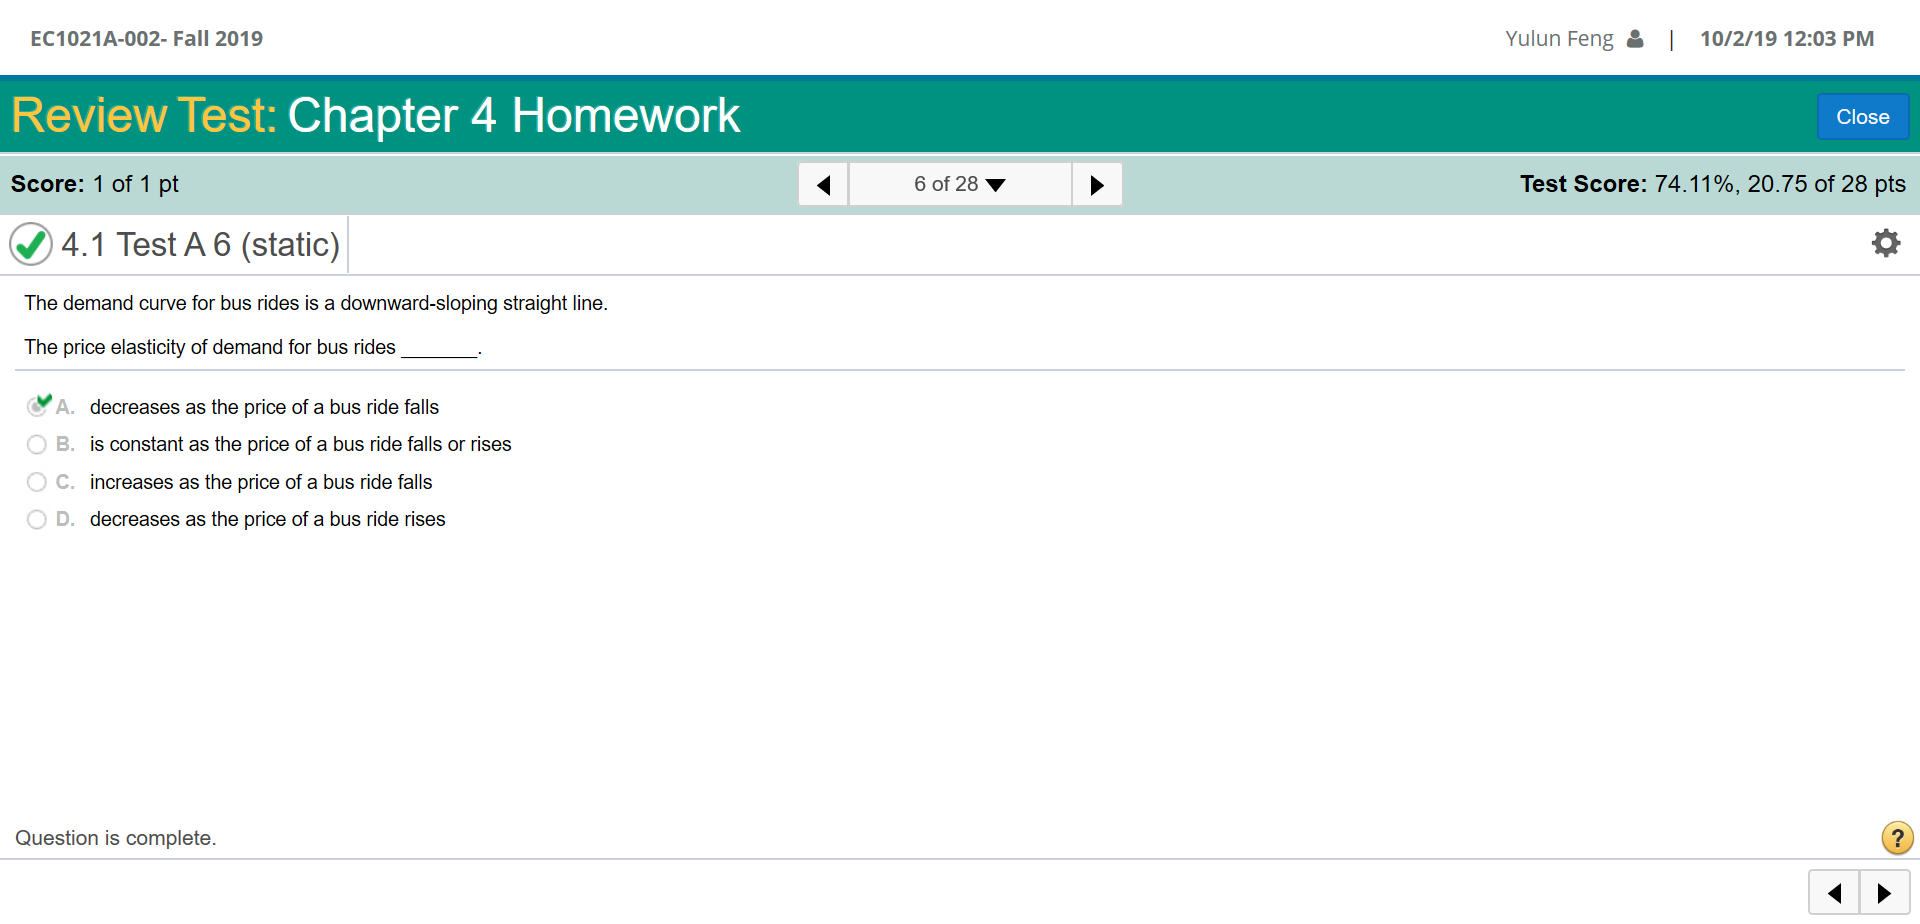 EC1021A-002- Fall 2019
Yulun Feng | 10/2/19 12:03 PM
Review Test: Chapter 4 Homework
Close
Score: 1 of 1 pt
6 of 28
Test Score: 74.11%, 20.75 of 28 pts
4.1 Test A 6 (static)
The demand curve for bus rides is a downward-sloping straight line.
The price elasticity of demand for bus rides _______.
A. decreases as the price of a bus ride falls
B. is constant as the price of a bus ride falls or rises
C. increases as the price of a bus ride falls
D. decreases as the price of a bus ride rises
Question is complete.
?